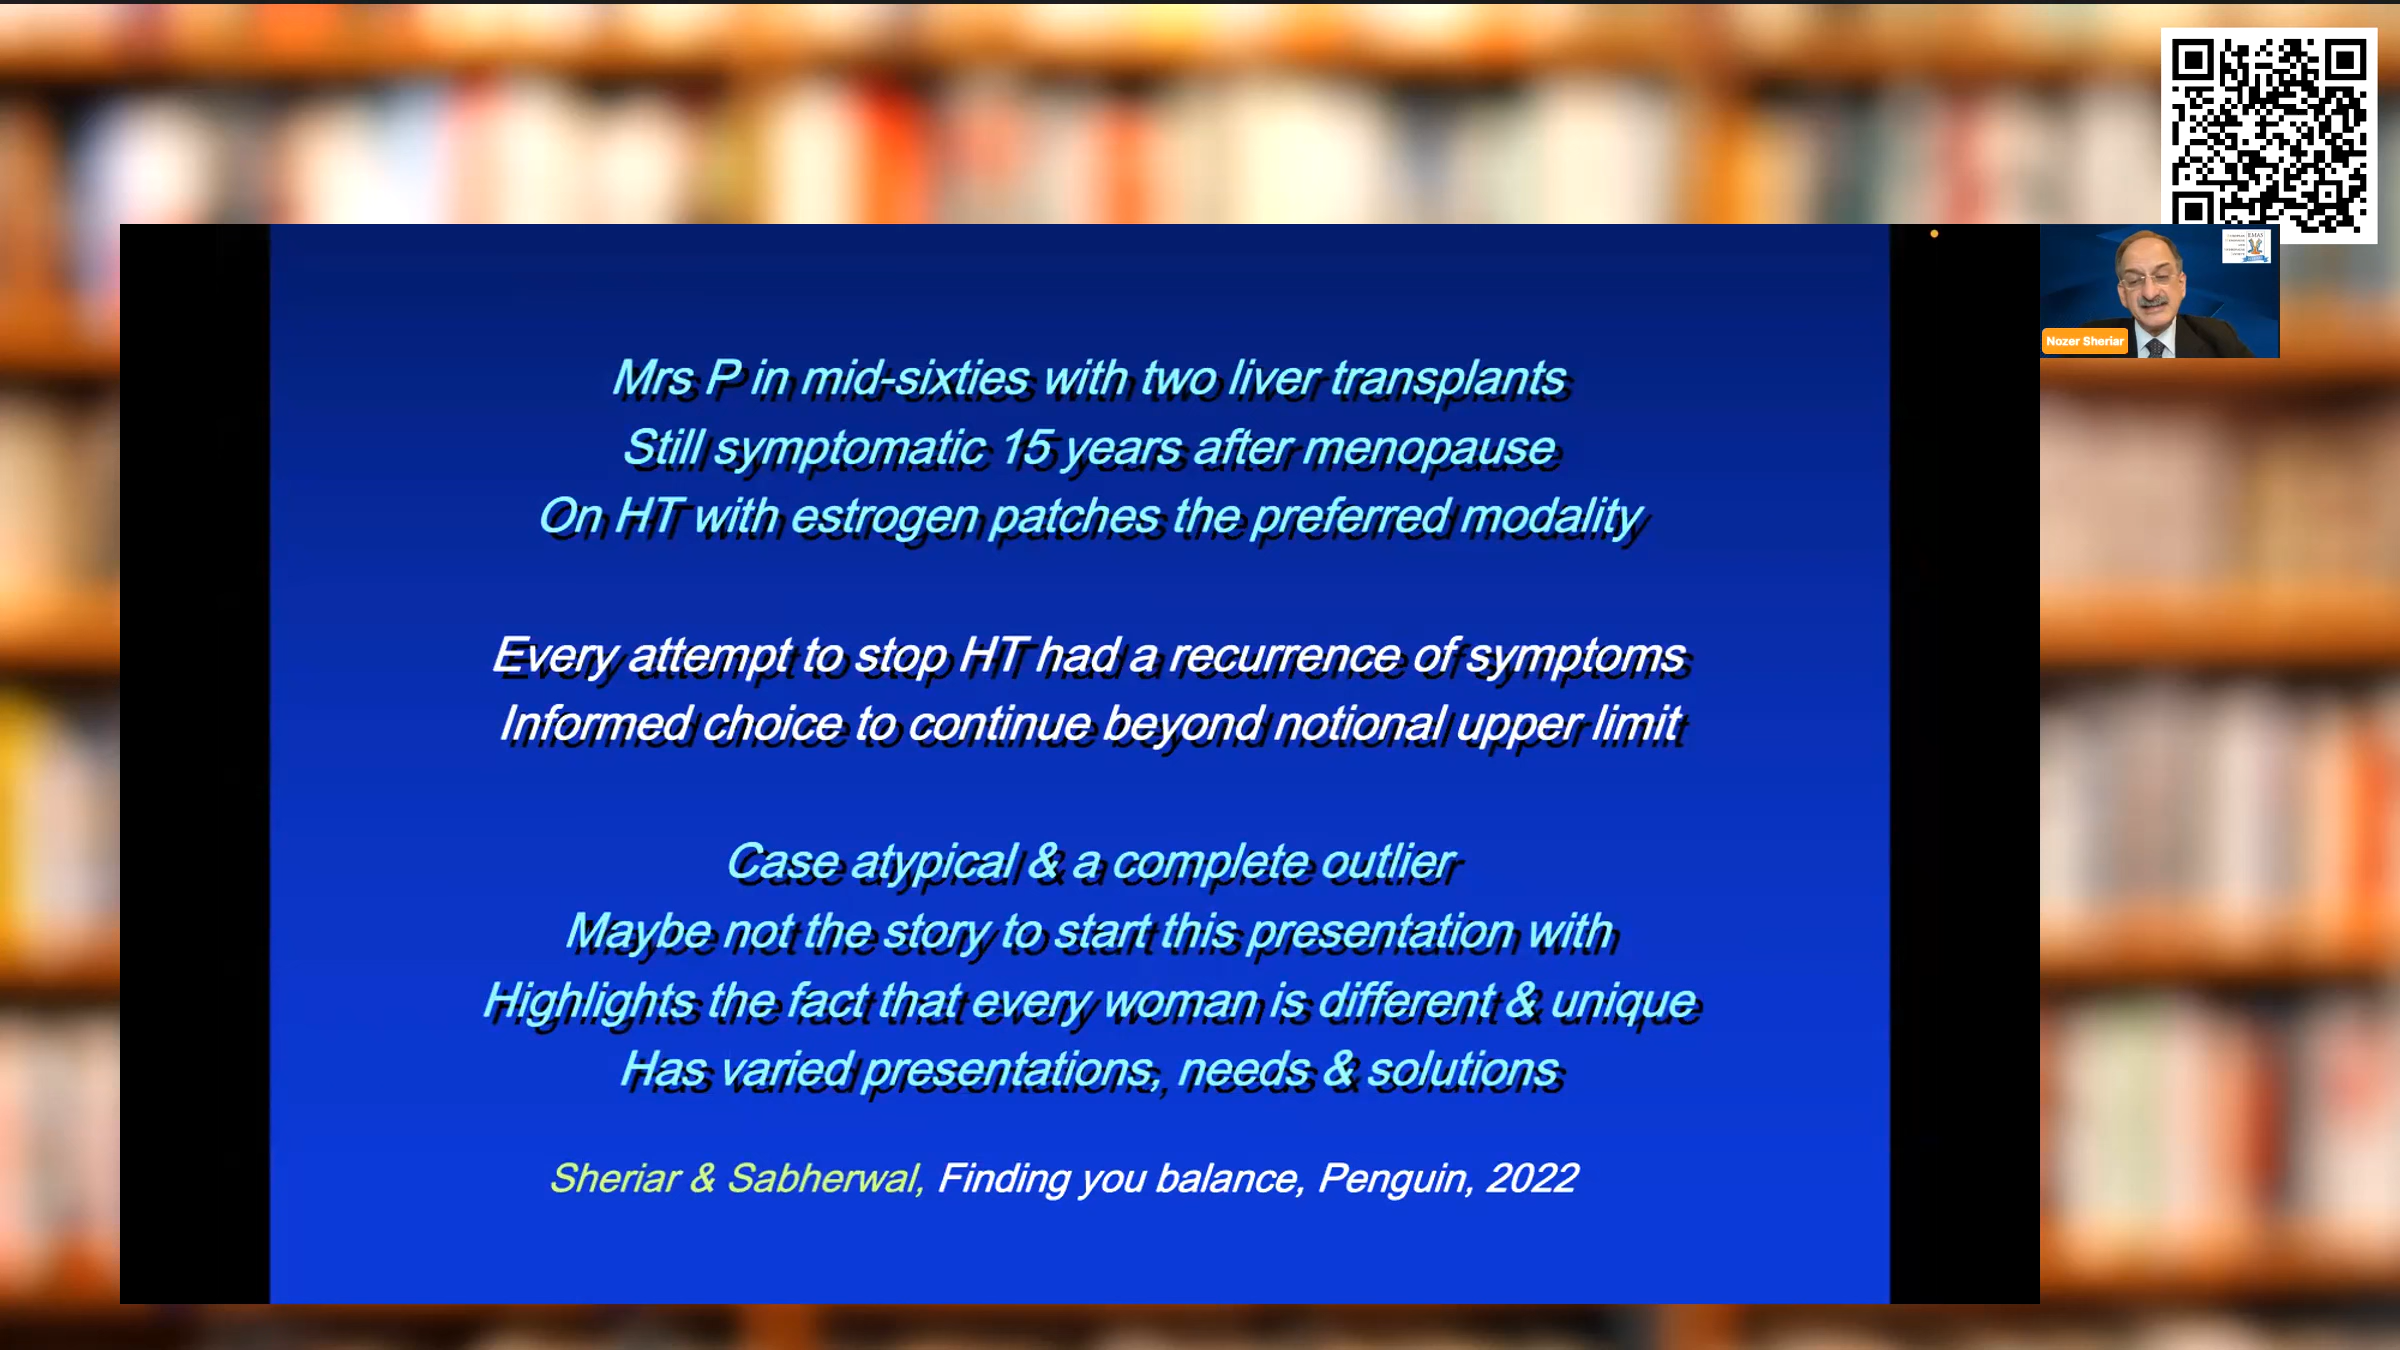 Mrs P in mid-sixties with two liver transplants
Still symptomatic 15 years after menopause
On HT with estrogen patches the preferred modality
Every attempt to stop HT had a recurrence of symptoms
Informed choice to continue beyond notional upper limit
Case atypical & a complete outlier
Maybe not the story to start this presentation with
Highlights the fact that every woman is different & unique
Has varied presentations, needs & solutions
Sheriar & Sabherwal, Finding you balance, Penguin, 2022
EMAS
Nozer Sheriar